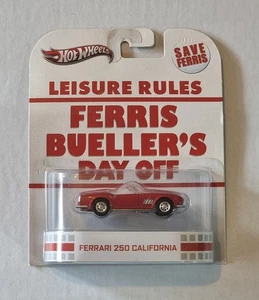 Hot Wheels
SAVE
FERRIS
LEISURE RULES
FERRIS
BUELLER'S
DAY OFF
FERRARI 250 CALIFORNIA